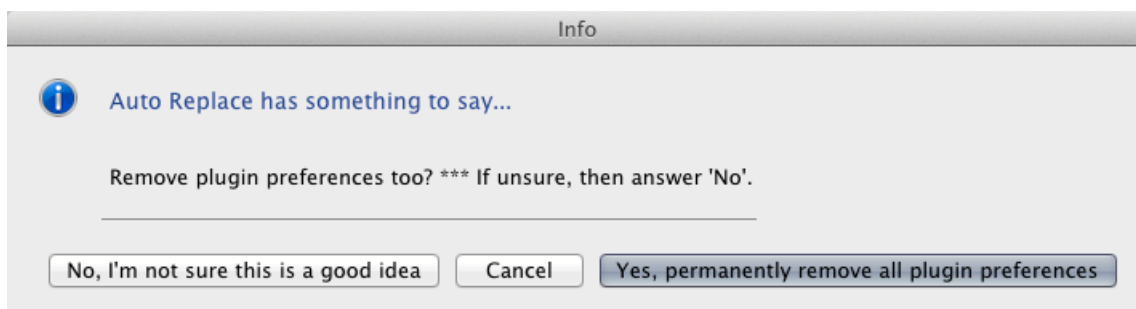 Info
Auto Replace has something to say...
Remove plugin preferences too? *** If unsure, then answer 'No'.
No, I'm not sure this is a good idea
Cancel
Yes, permanently remove all plugin preferences